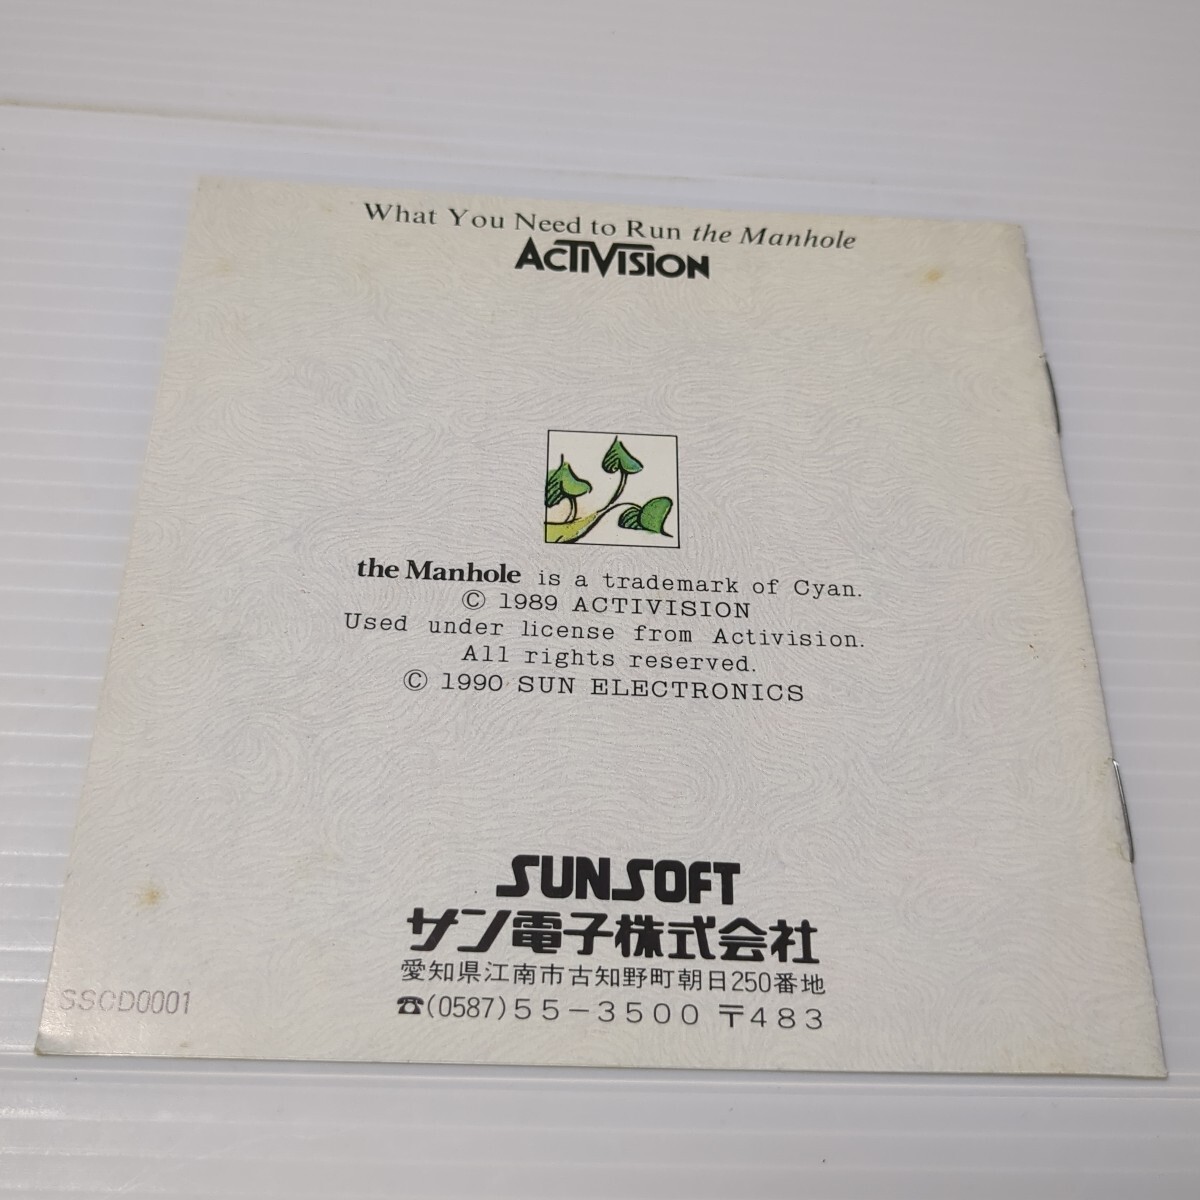 What You Need to Run the Manhole
ACTIVISION
the Manhole is a trademark of Cyan.
© 1989 ACTIVISION
Used under license from Activision.
All rights reserved.
© 1990 SUN ELECTRONICS
SUNSOFT
サン電子株式会社
愛知県江南市古知野町朝日250番地
☎(0587)55-3500 〒483
SSCD0001